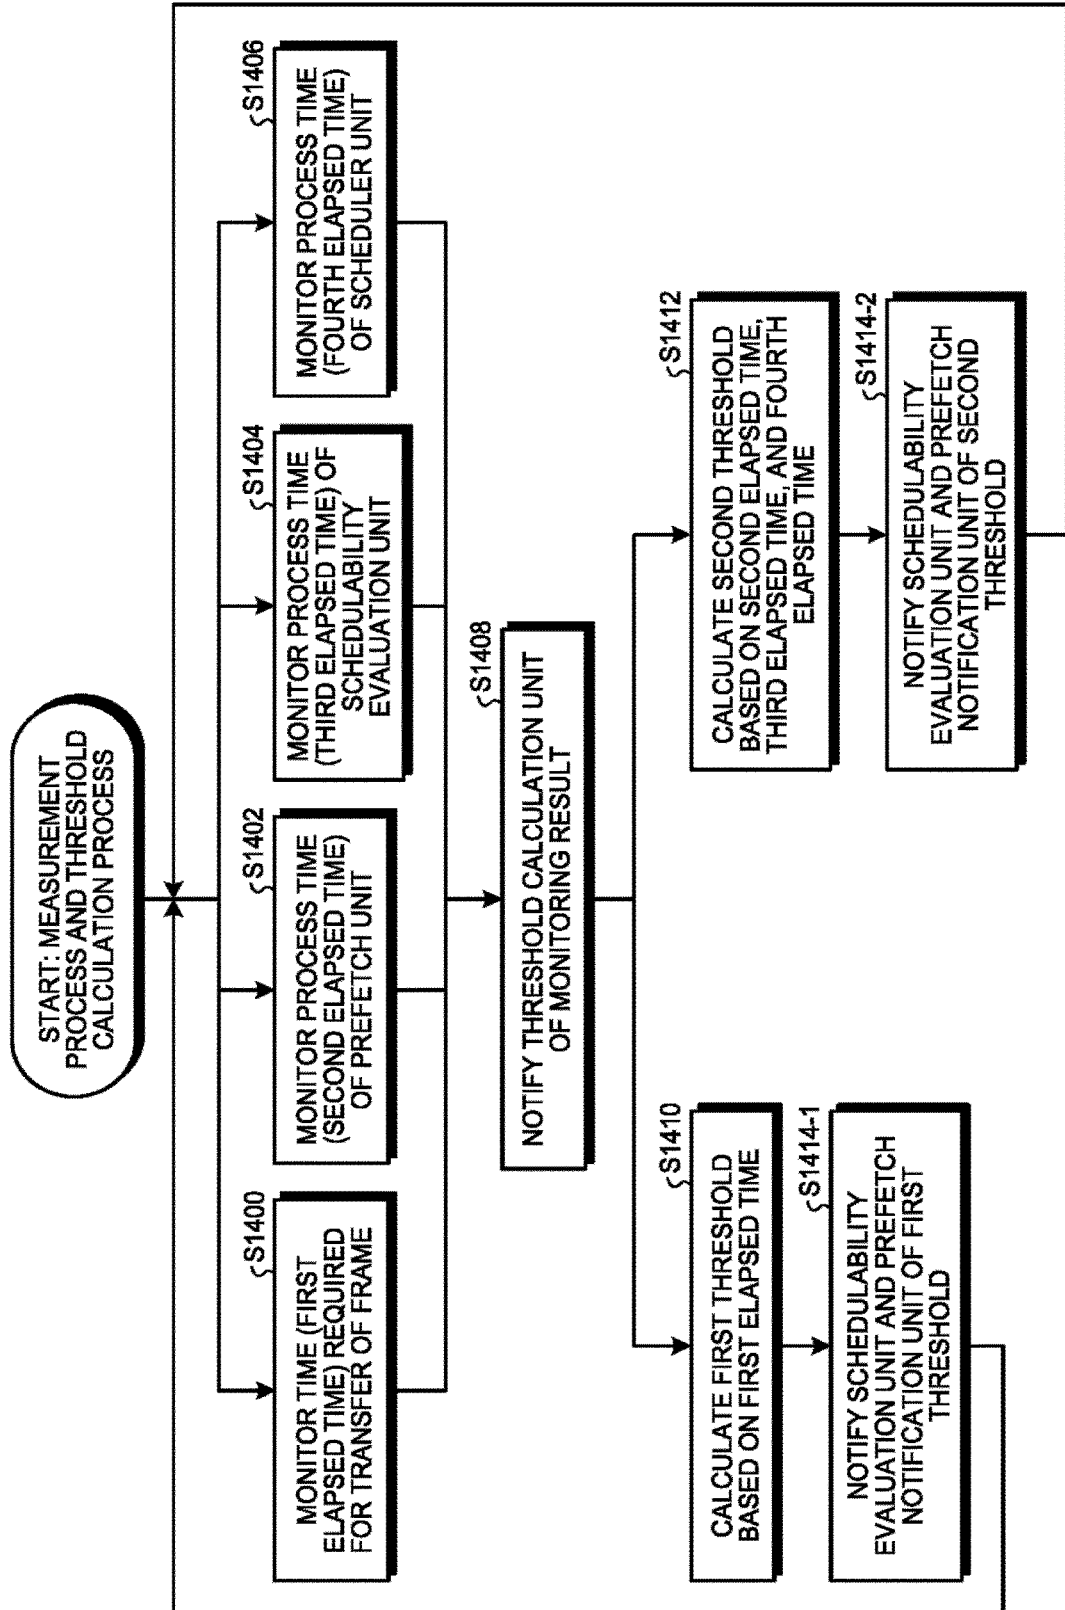 START: MEASUREMENT
PROCESS AND THRESHOLD
CALCULATION PROCESS
S1400
MONITOR TIME (FIRST
ELAPSED TIME) REQUIRED
FOR TRANSFER OF FRAME
S1402
MONITOR PROCESS TIME
(SECOND ELAPSED TIME)
OF PREFETCH UNIT
S1404
MONITOR PROCESS TIME
(THIRD ELAPSED TIME) OF
SCHEDULABILITY
EVALUATION UNIT
S1406
MONITOR PROCESS TIME
(FOURTH ELAPSED TIME)
OF SCHEDULER UNIT
S1408
NOTIFY THRESHOLD CALCULATION UNIT
OF MONITORING RESULT
S1410
CALCULATE FIRST THRESHOLD
BASED ON FIRST ELAPSED TIME
S1414-1
NOTIFY SCHEDULABILITY
EVALUATION UNIT AND PREFETCH
NOTIFICATION UNIT OF FIRST
THRESHOLD
S1412
CALCULATE SECOND THRESHOLD
BASED ON SECOND ELAPSED TIME,
THIRD ELAPSED TIME, AND FOURTH
ELAPSED TIME
S1414-2
NOTIFY SCHEDULABILITY
EVALUATION UNIT AND PREFETCH
NOTIFICATION UNIT OF SECOND
THRESHOLD